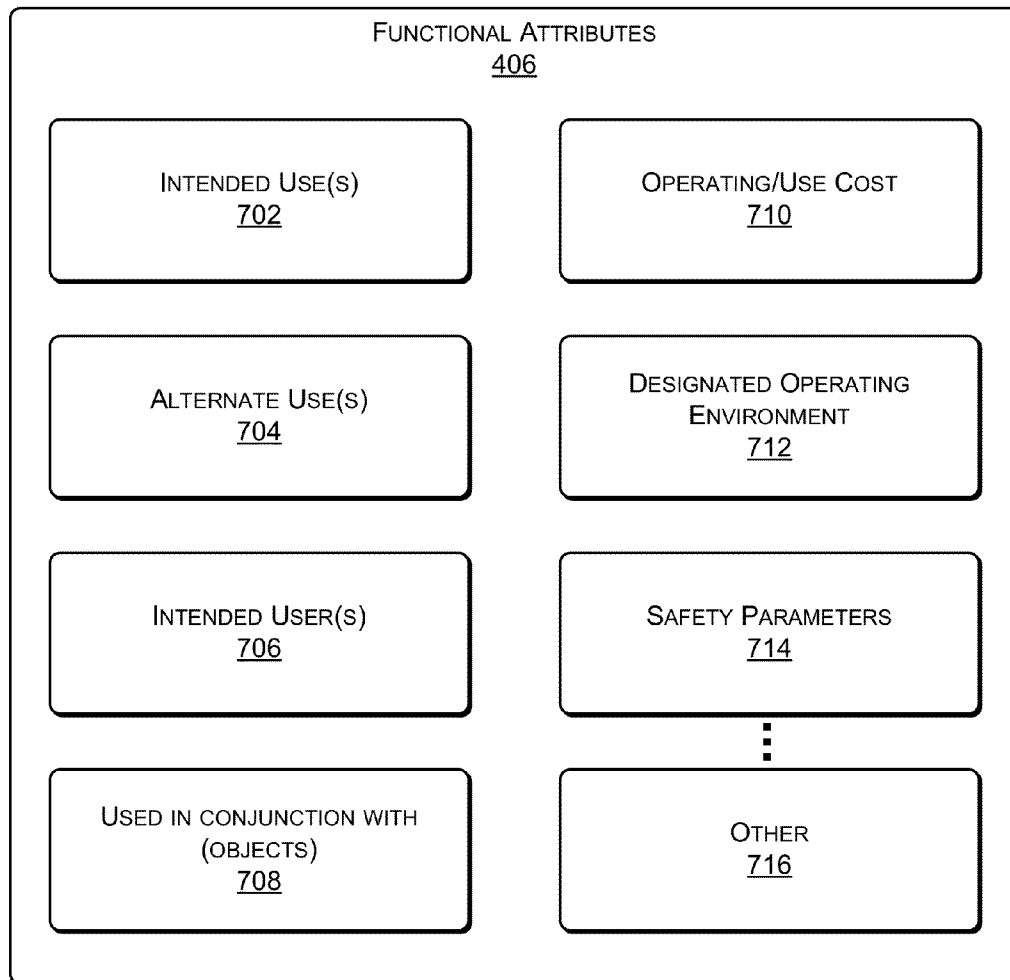 FUNCTIONAL ATTRIBUTES
406
INTENDED USE(S)
702
ALTERNATE USE(S)
704
INTENDED USER(S)
706
USED IN CONJUNCTION WITH
(OBJECTS)
708
OPERATING/USE COST
710
DESIGNATED OPERATING
ENVIRONMENT
712
SAFETY PARAMETERS
714
OTHER
716